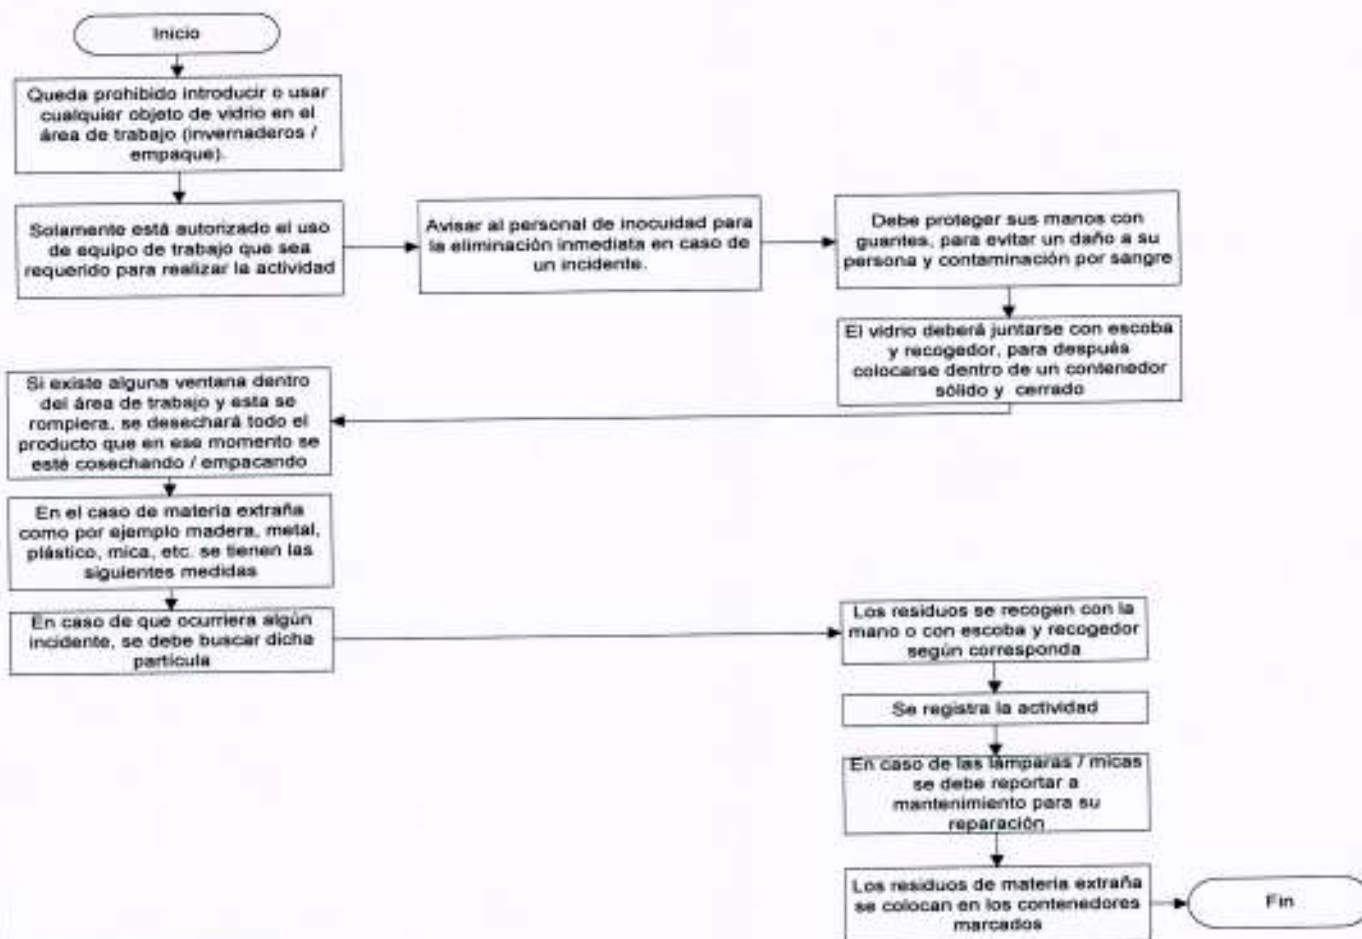 Inicio
Queda prohibido introducir o usar
cualquier objeto de vidrio en el
área de trabajo (invernaderos /
empaque).
Solamente está autorizado el uso
de equipo de trabajo que sea
requerido para realizar la actividad
Avisar al personal de inocuidad para
la eliminación inmediata en caso de
un incidente.
Debe proteger sus manos con
guantes, para evitar un daño a su
persona y contaminación por sangre
El vidrio deberá juntarse con escoba
y recogedor, para después
colocarse dentro de un contenedor
sólido y cerrado
Si existe alguna ventana dentro
del área de trabajo y esta se
rompiera, se desechará todo el
producto que en ese momento se
esté cosechando / empacando
En el caso de materia extraña
como por ejemplo madera, metal,
plástico, mica, etc. se tienen las
siguientes medidas
En caso de que ocurriera algún
incidente, se debe buscar dicha
partícula
Los residuos se recogen con la
mano o con escoba y recogedor
según corresponda
Se registra la actividad
En caso de las lámparas / micas
se debe reportar a
mantenimiento para su
reparación
Los residuos de materia extraña
se colocan en los contenedores
marcados
Fin